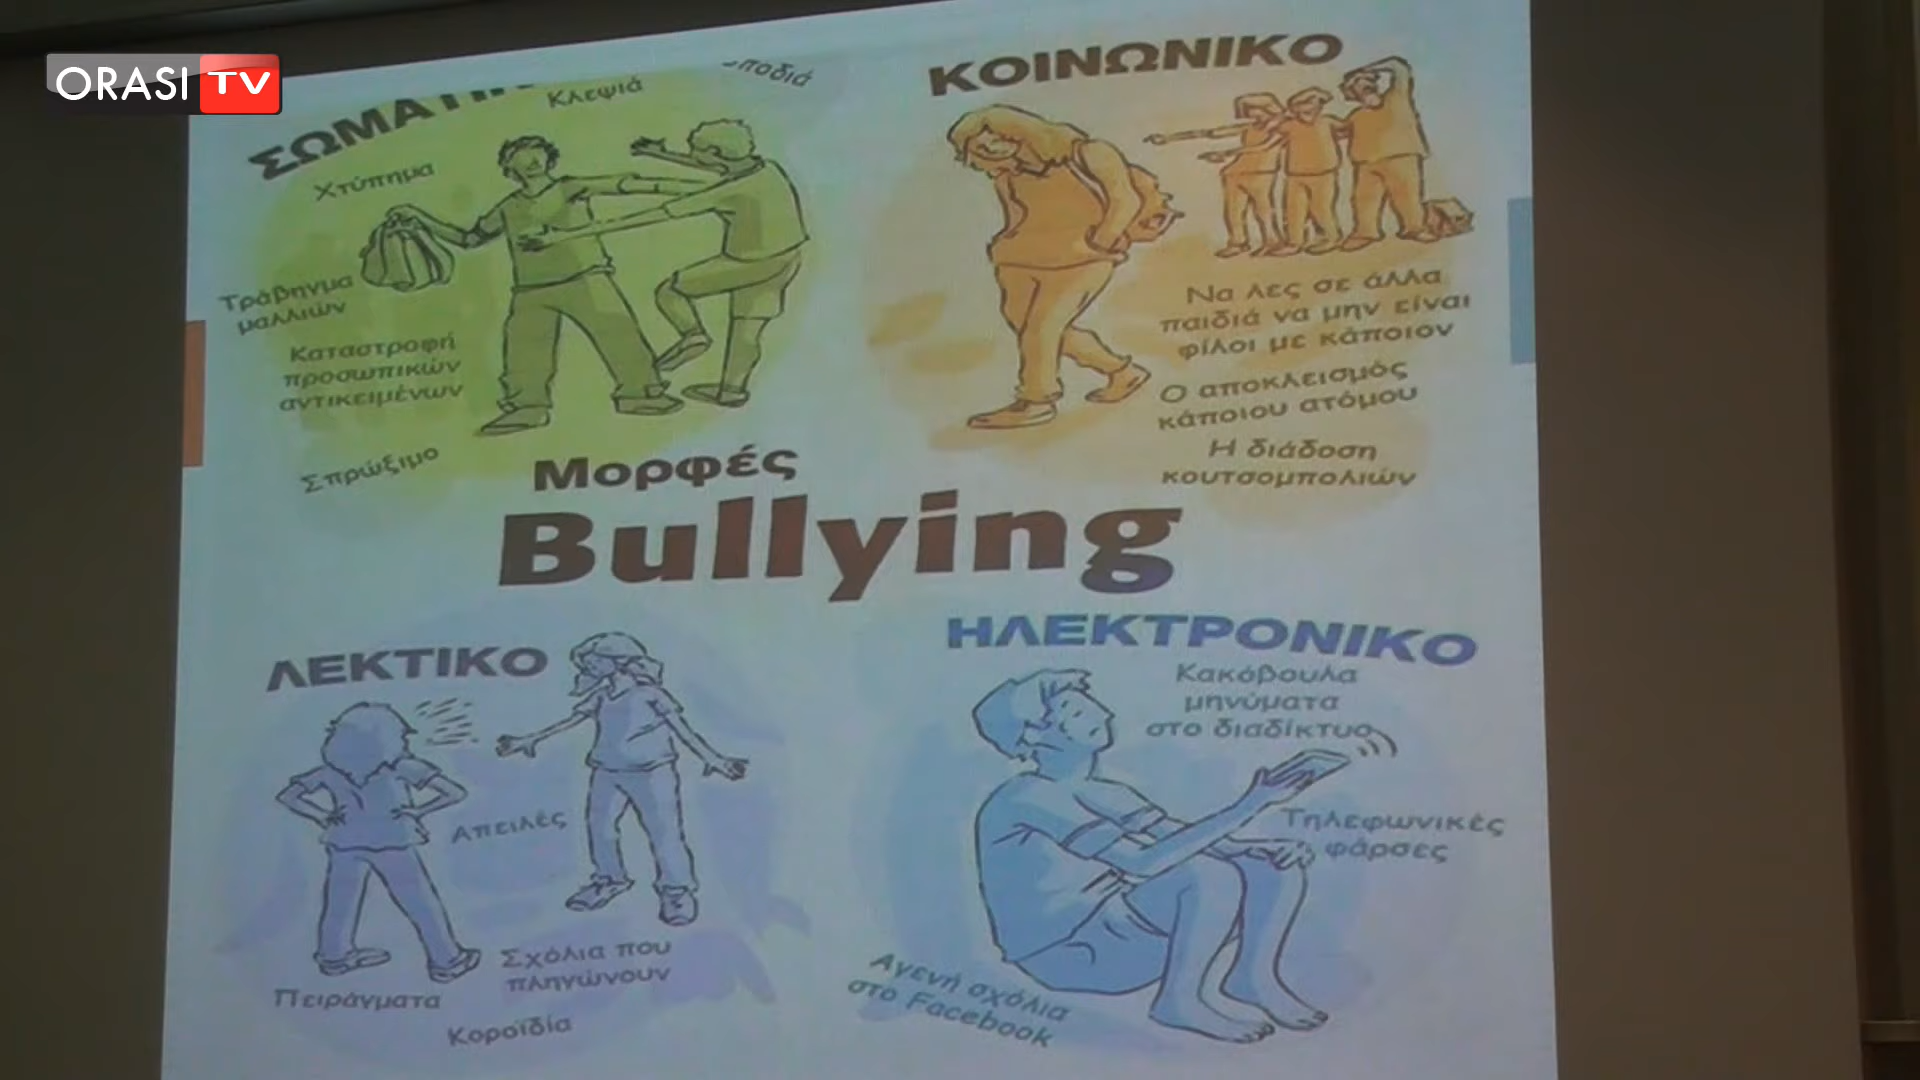 ORASI TV
Κλεψιά
Χτύπημα
Τράβηγμα
μαλλιών
Καταστροφή
προσωπικών
αντικειμένων
Σπρώξιμο
ΚΟΙΝΩΝΙΚΟ
Να λες σε άλλα
παιδιά να μην είναι
φίλοι με κάποιον
Ο αποκλεισμός
κάποιου ατόμου
Η διάδοση
κουτσομπολιών
Μορφές
Bullying
ΛΕΚΤΙΚΟ
Απειλές
Σχόλια που
πληγώνουν
Πειράγματα
Κοροϊδία
ΗΛΕΚΤΡΟΝΙΚΟ
Κακόβουλα
μηνύματα
στο διαδίκτυο
Τηλεφωνικές
φάρσες
Αγενή σχόλια
στο Facebook